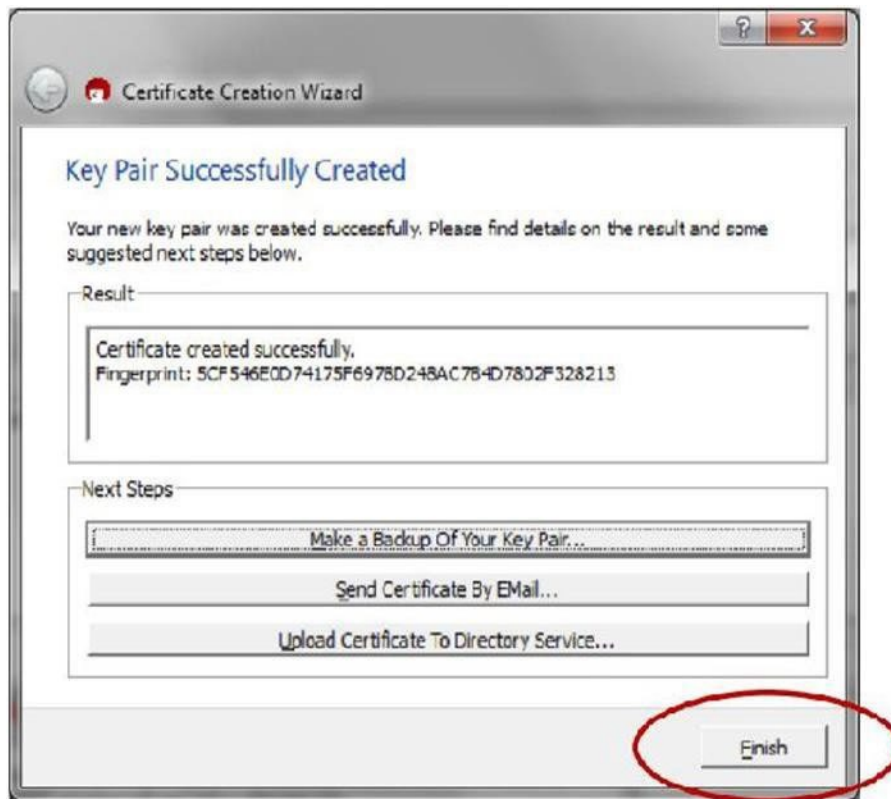 ?
X
Certificate Creation Wizard
Key Pair Successfully Created
Your new key pair was created successfully. Please find details on the result and some
suggested next steps below.
Result
Certificate created successfully.
Fingerprint: 5CF546E0D74175F6978D248AC7B4D7802F328213
Next Steps
Make a Backup Of Your Key Pair...
Send Certificate By EMail...
Upload Certificate To Directory Service...
Finish